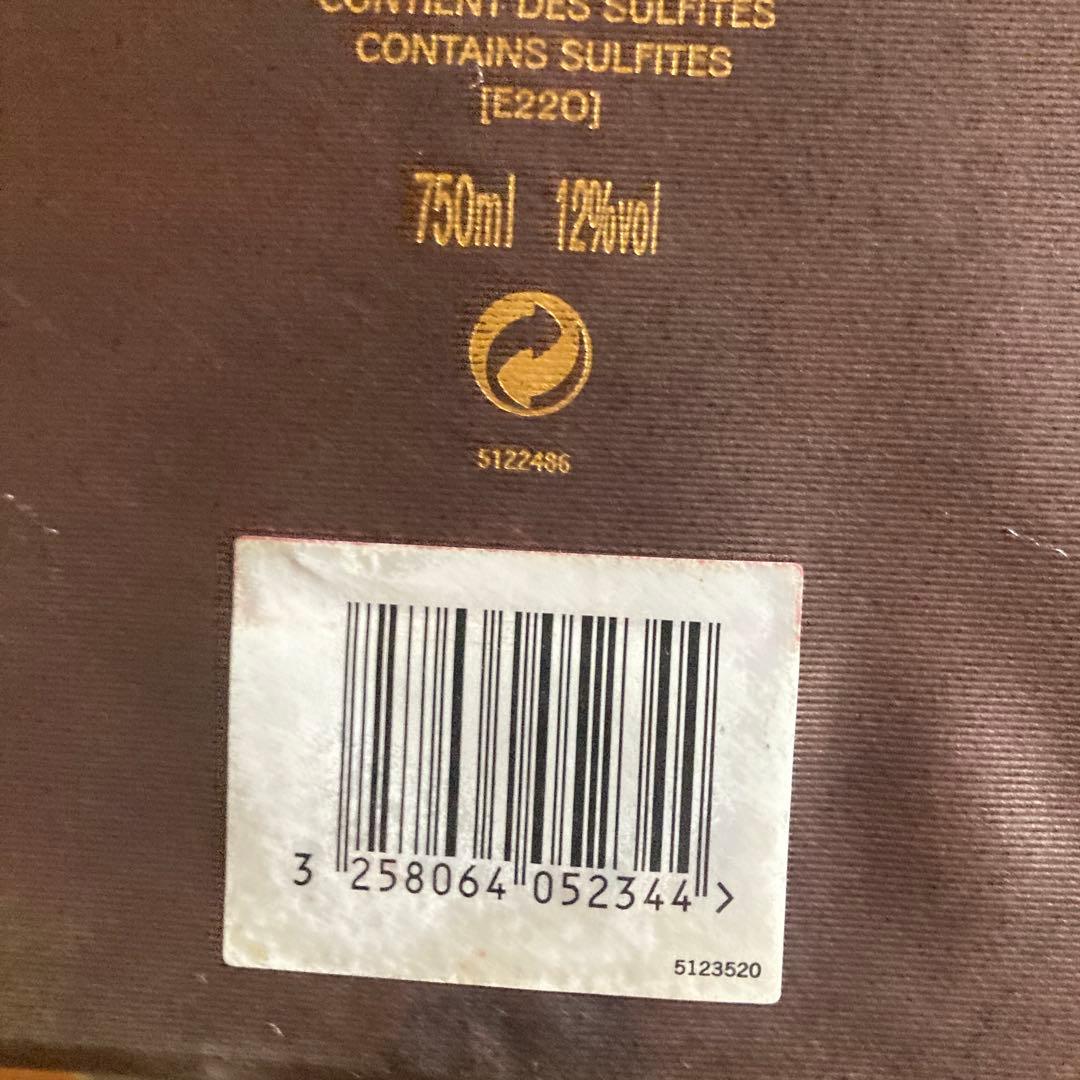 CONTIENT DES SULFITES
CONTAINS SULFITES
[E220]
750ml 12%vol
5122486
3 258064 052344 >
5123520